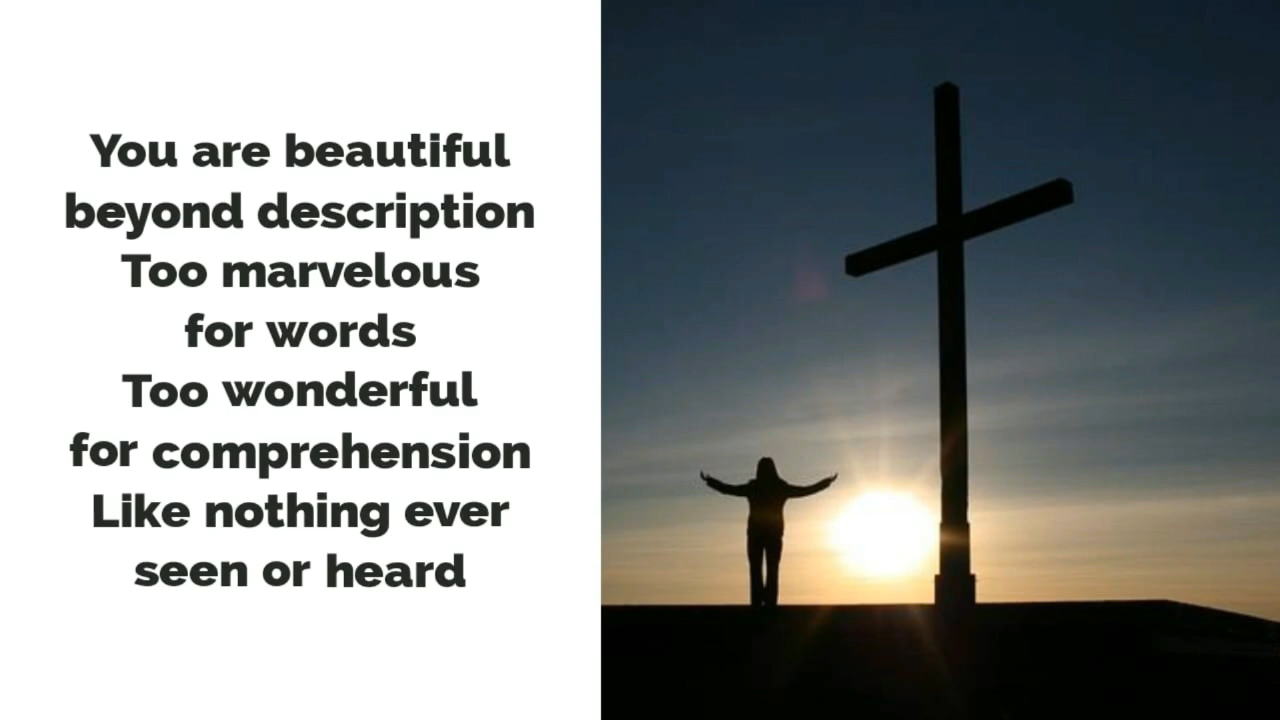 You are beautiful
beyond description
Too marvelous
for words
Too wonderful
for comprehension
Like nothing ever
seen or heard